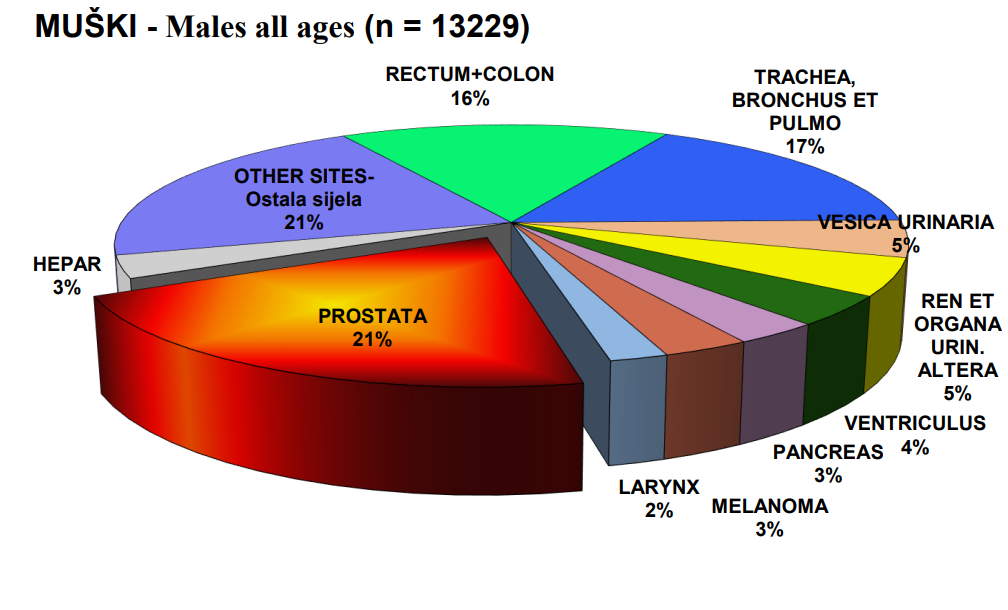 MUŠKI - Males all ages (n = 13229)
RECTUM+COLON
16%
TRACHEA,
BRONCHUS ET
PULMO
17%
OTHER SITES-
Ostala sijela
21%
VESICA URINARIA
5%
HEPAR
3%
PROSTATA
21%
REN ET
ORGANA
URIN.
ALTERA
5%
VENTRICULUS
4%
PANCREAS
3%
LARYNX
2%
MELANOMA
3%